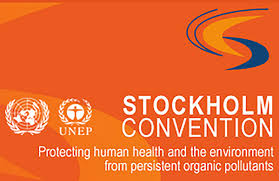 STOCKHOLM
UNEP
CONVENTION
Protecting human health and the environment
from persistent organic pollutants